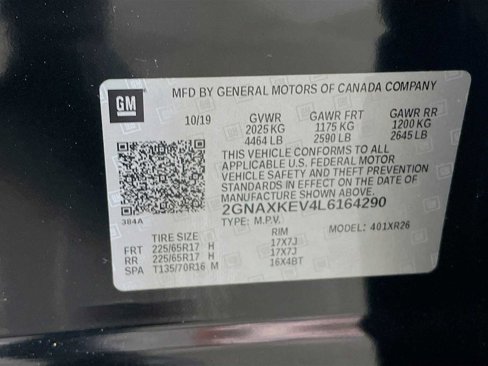 MFD BY GENERAL MOTORS OF CANADA COMPANY
GM
10/19 GVWR GAWR FRT GAWR RR
2025 KG 1175 KG 1200 KG
4464 LB 2590 LB 2645 LB
THIS VEHICLE CONFORMS TO ALL
APPLICABLE U.S. FEDERAL MOTOR
VEHICLE SAFETY AND THEFT PREVENTION
STANDARDS IN EFFECT ON THE DATE OF
MANUFACTURE SHOWN ABOVE.
2GNAXKEV4L6164290
384A
TYPE: M.P.V. MODEL: 401XR26
TIRE SIZE RIM
FRT 225/65R17 H 17X7J
RR 225/65R17 H 17X7J
SPA T135/70R16 M 16X4BT